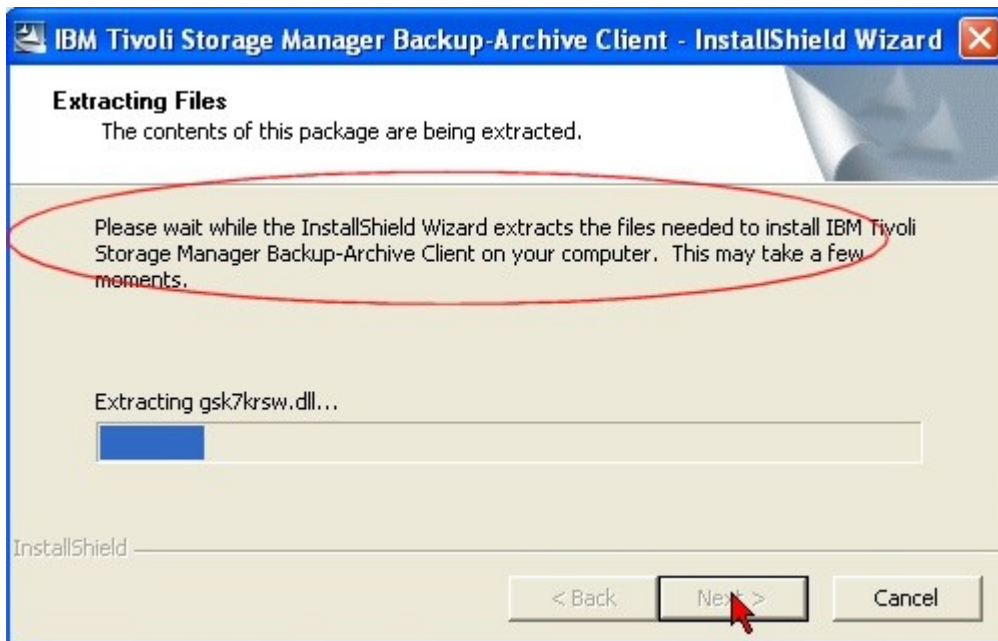 IBM Tivoli Storage Manager Backup-Archive Client - InstallShield Wizard
Extracting Files
The contents of this package are being extracted.
Please wait while the InstallShield Wizard extracts the files needed to install IBM Tivoli
Storage Manager Backup-Archive Client on your computer.  This may take a few
moments.
Extracting gsk7krsw.dll...
InstallShield
< Back
Next >
Cancel